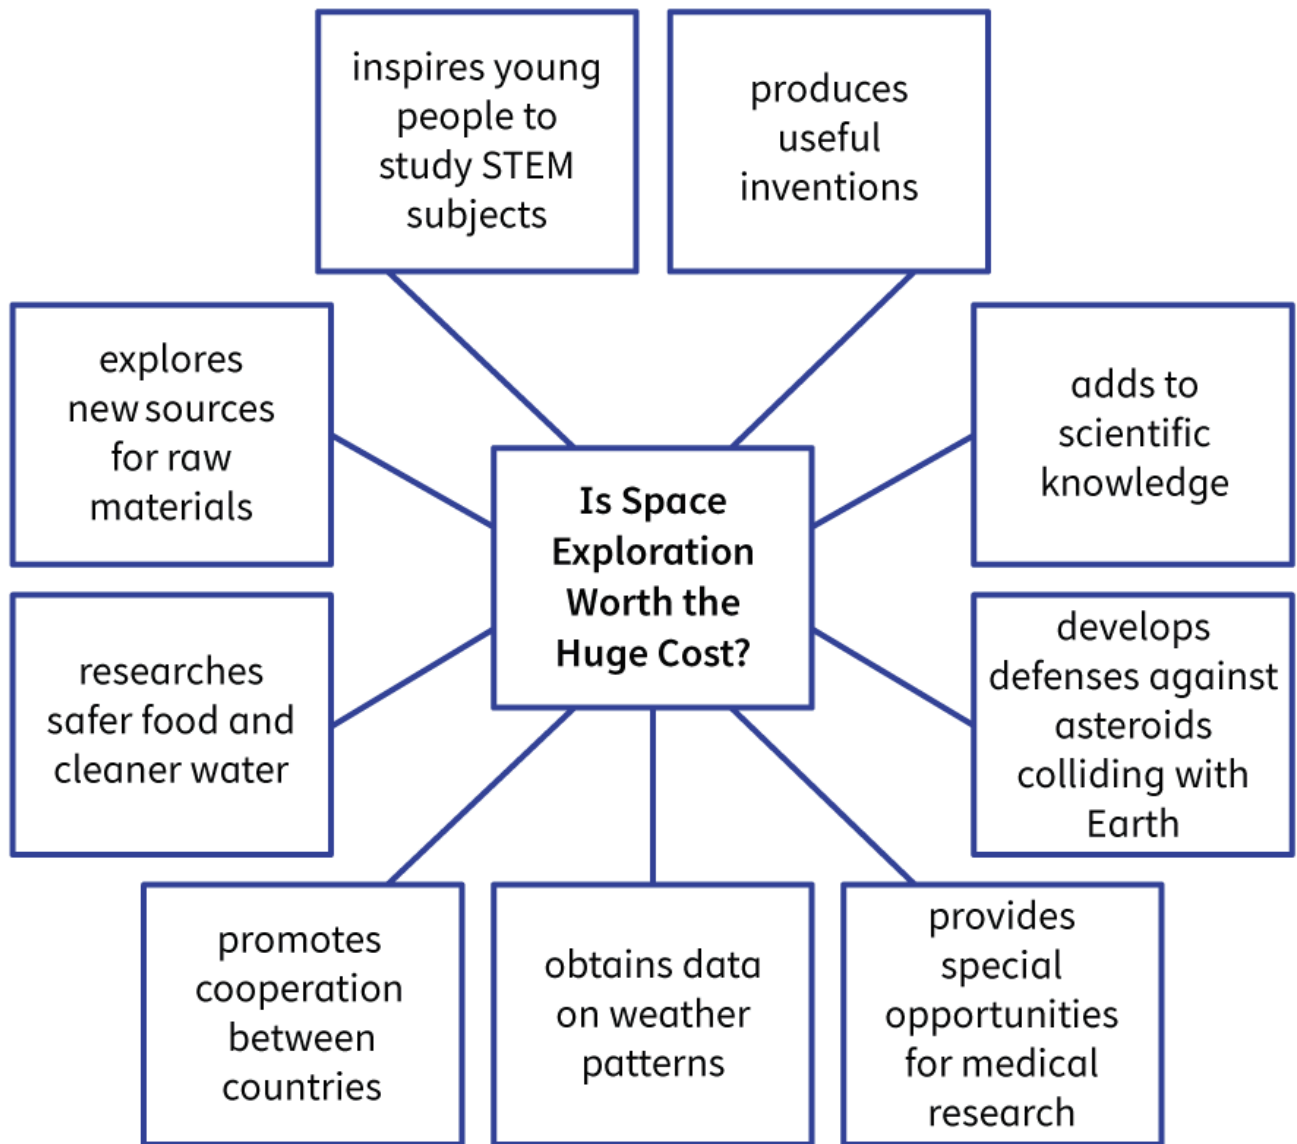 inspires young
people to
study STEM
subjects
produces
useful
inventions
explores
new sources
for raw
materials
adds to
scientific
knowledge
Is Space
Exploration
Worth the
Huge Cost?
researches
safer food and
cleaner water
develops
defenses against
asteroids
colliding with
Earth
promotes
cooperation
between
countries
obtains data
on weather
patterns
provides
special
opportunities
for medical
research